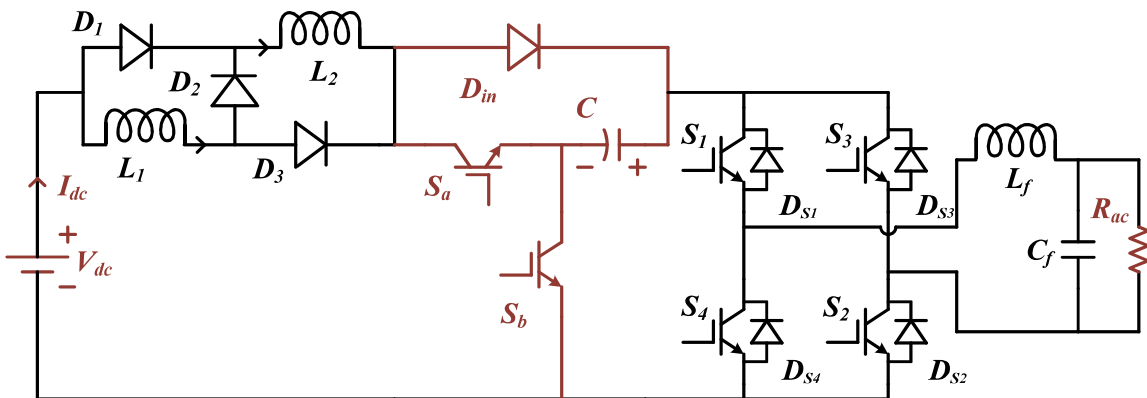 D1
L2
D2
Din
C
S1
S3
L1
D3
Sa
− +
Lf
Idc
DS1
DS3
Rac
+
Vdc
−
Cf
Sb
S4
S2
DS4
DS2